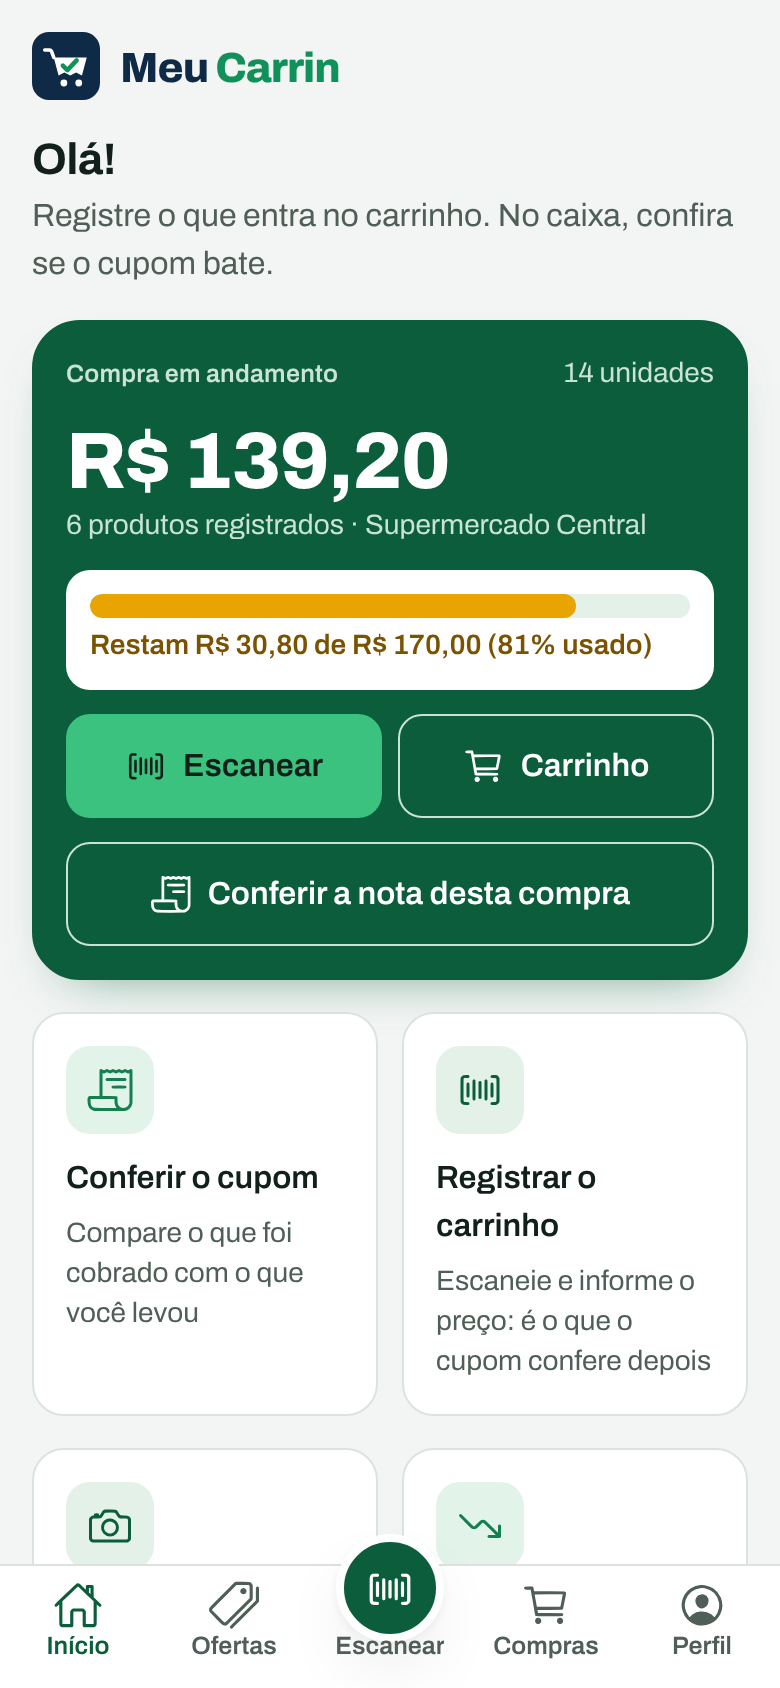 Meu Carrin
Olá!
Registre o que entra no carrinho. No caixa, confira
se o cupom bate.
Compra em andamento
14 unidades
R$ 139,20
6 produtos registrados · Supermercado Central
Restam R$ 30,80 de R$ 170,00 (81% usado)
Escanear
Carrinho
Conferir a nota desta compra
Conferir o cupom
Compare o que foi
cobrado com o que
você levou
Registrar o
carrinho
Escaneie e informe o
preço: é o que o
cupom confere depois
Início
Ofertas
Escanear
Compras
Perfil